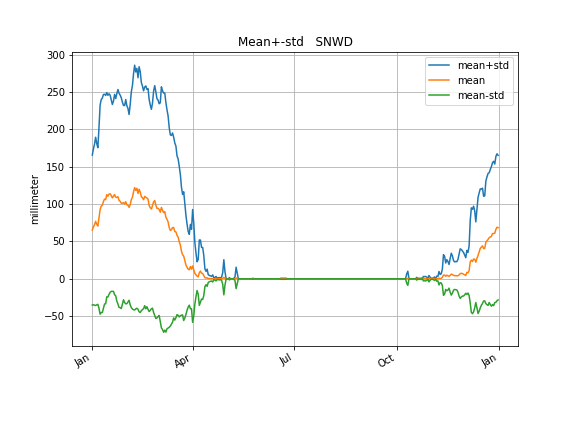 Mean+-std   SNWD
300
250
200
150
100
50
0
−50
millimeter
Jan
Apr
Jul
Oct
Jan
mean+std
mean
mean-std